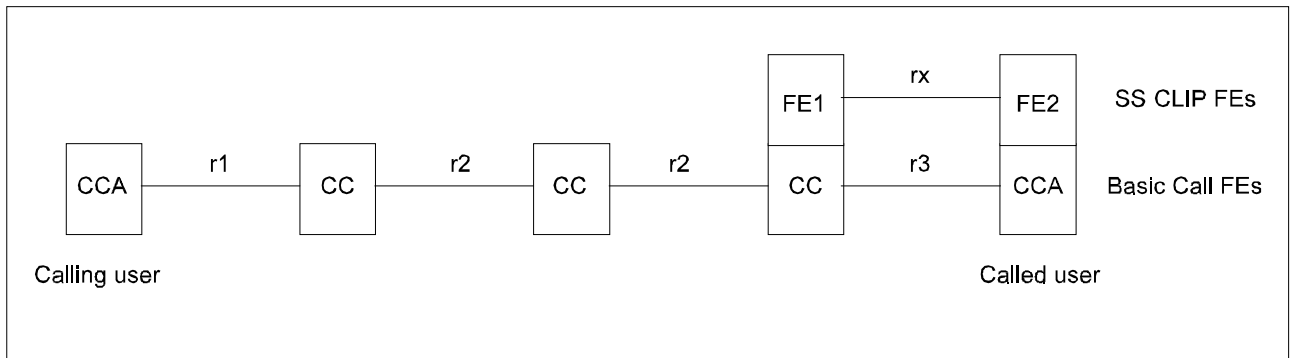 rx
FE1 FE2 SS CLIP FEs
r1 r2 r2 r3
CCA CC CC CC CCA Basic Call FEs
Calling user Called user